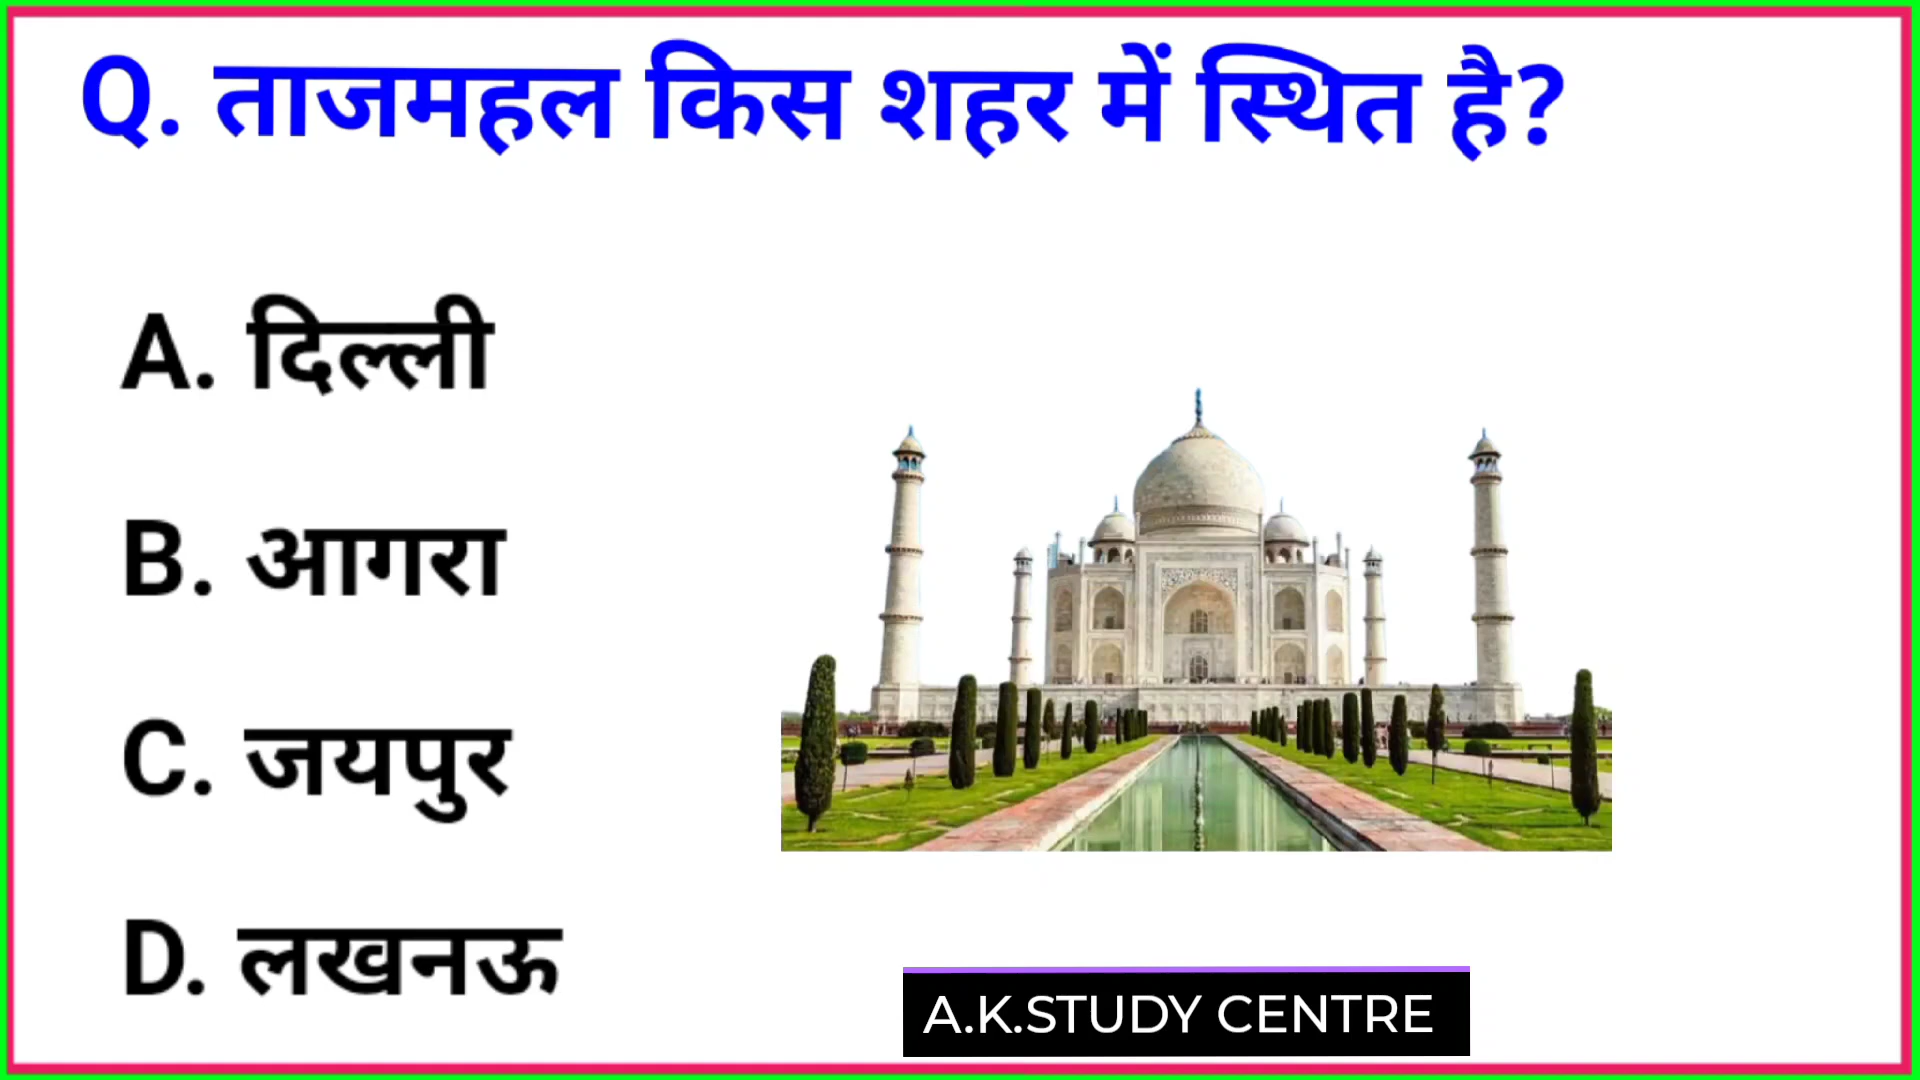 Q. ताजमहल किस शहर में स्थित है?
A. दिल्ली
B. आगरा
C. जयपुर
D. लखनऊ
A.K.STUDY CENTRE